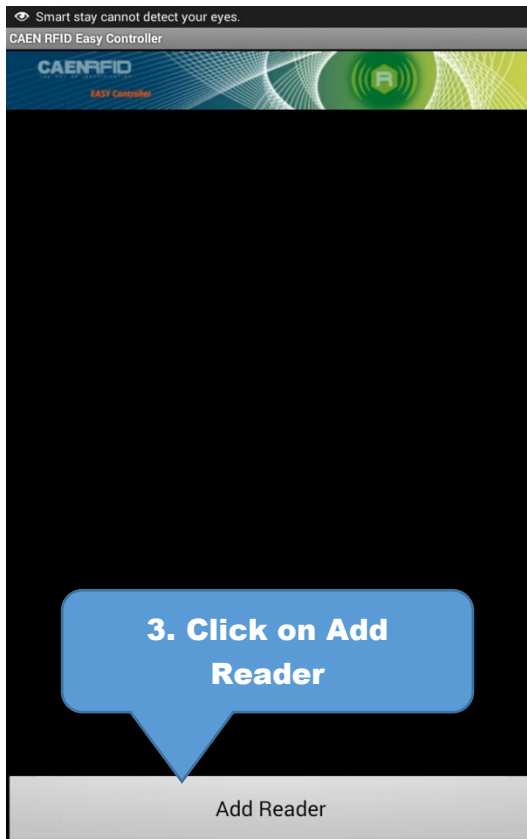 Smart stay cannot detect your eyes.
CAEN RFID Easy Controller
CAENRFID
EASY Controller
R
3. Click on Add
Reader
Add Reader